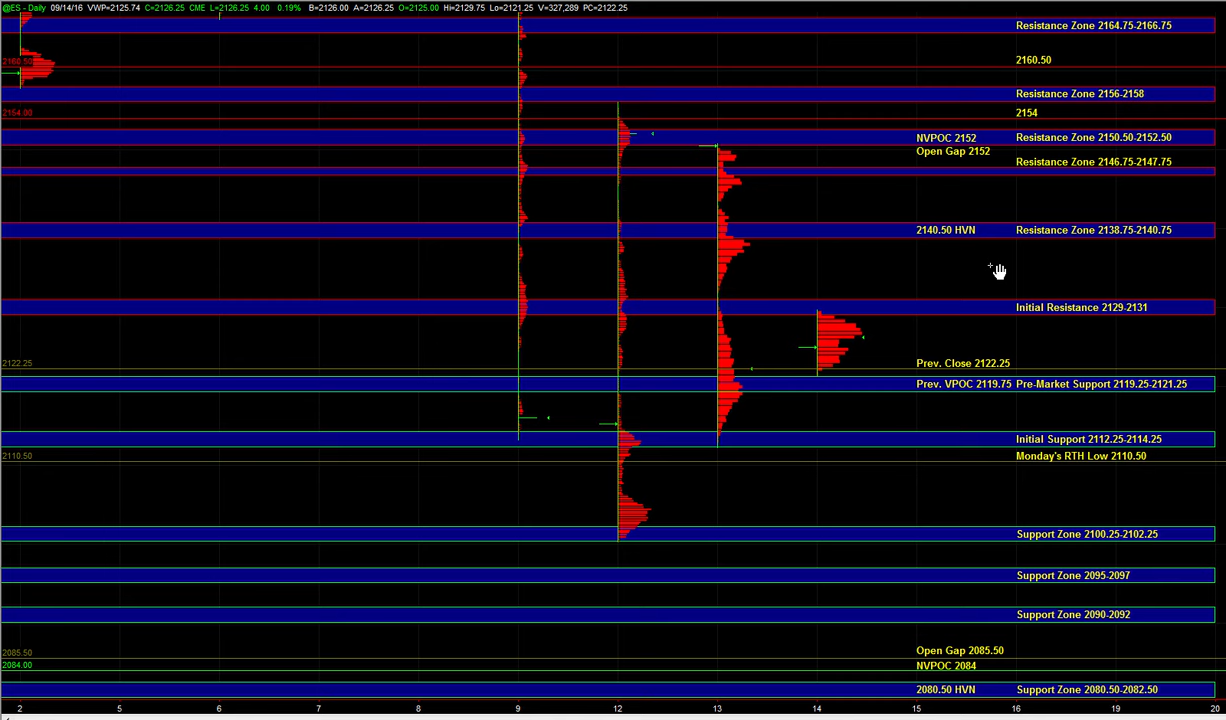 @ES - Daily 09/14/16 VWP=2125.74 C=2126.25 CME L=2126.25 4.00 0.19% B=2126.00 A=2126.25 O=2125.00 Hi=2129.75 Lo=2121.25 V=327,289 PC=2122.25
Resistance Zone 2164.75-2166.75
2160.50 2160.50
Resistance Zone 2156-2158
2154.00 2154
NVPOC 2152 Resistance Zone 2150.50-2152.50
Open Gap 2152
Resistance Zone 2146.75-2147.75
2140.50 HVN Resistance Zone 2138.75-2140.75
Initial Resistance 2129-2131
2122.25 Prev. Close 2122.25
Prev. VPOC 2119.75 Pre-Market Support 2119.25-2121.25
Initial Support 2112.25-2114.25
2110.50 Monday's RTH Low 2110.50
Support Zone 2100.25-2102.25
Support Zone 2095-2097
Support Zone 2090-2092
2085.50 Open Gap 2085.50
2084.00 NVPOC 2084
2080.50 HVN Support Zone 2080.50-2082.50
2 5 6 7 8 9 12 13 14 15 16 19 20